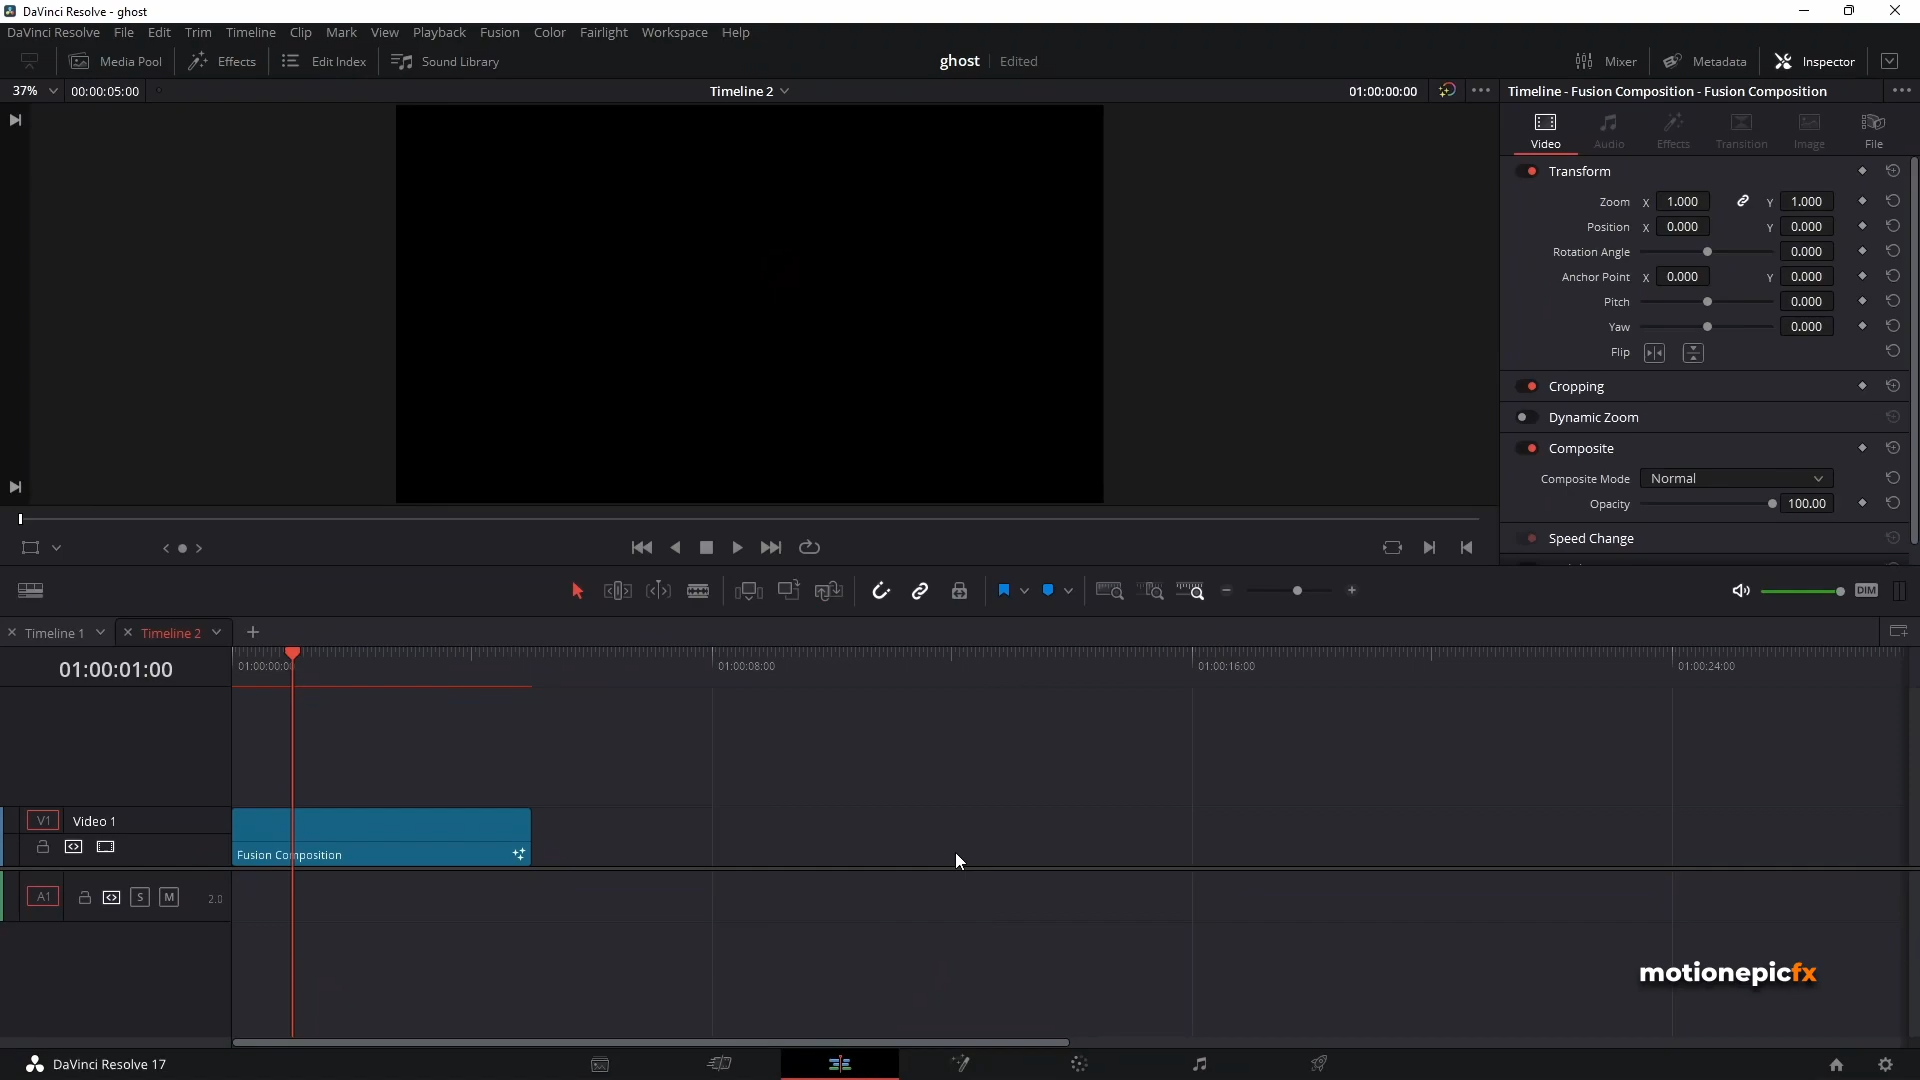 DaVinci Resolve - ghost
DaVinci Resolve File Edit Trim Timeline Clip Mark View Playback Fusion Color Fairlight Workspace Help
Media Pool Effects Edit Index Sound Library ghost Edited Mixer Metadata Inspector
37% 00:00:05:00 Timeline 2 01:00:00:00 Timeline - Fusion Composition - Fusion Composition
Video Audio Effects Transition Image File
Transform
Zoom X 1.000 Y 1.000
Position X 0.000 Y 0.000
Rotation Angle 0.000
Anchor Point X 0.000 Y 0.000
Pitch 0.000
Yaw 0.000
Flip
Cropping
Dynamic Zoom
Composite
Composite Mode Normal
Opacity 100.00
Speed Change
DIM
Timeline 1 Timeline 2
01:00:01:00
01:00:00:00 01:00:08:00 01:00:16:00 01:00:24:00
V1 Video 1
Fusion Composition
A1 S M 2.0
motionepicfx
DaVinci Resolve 17